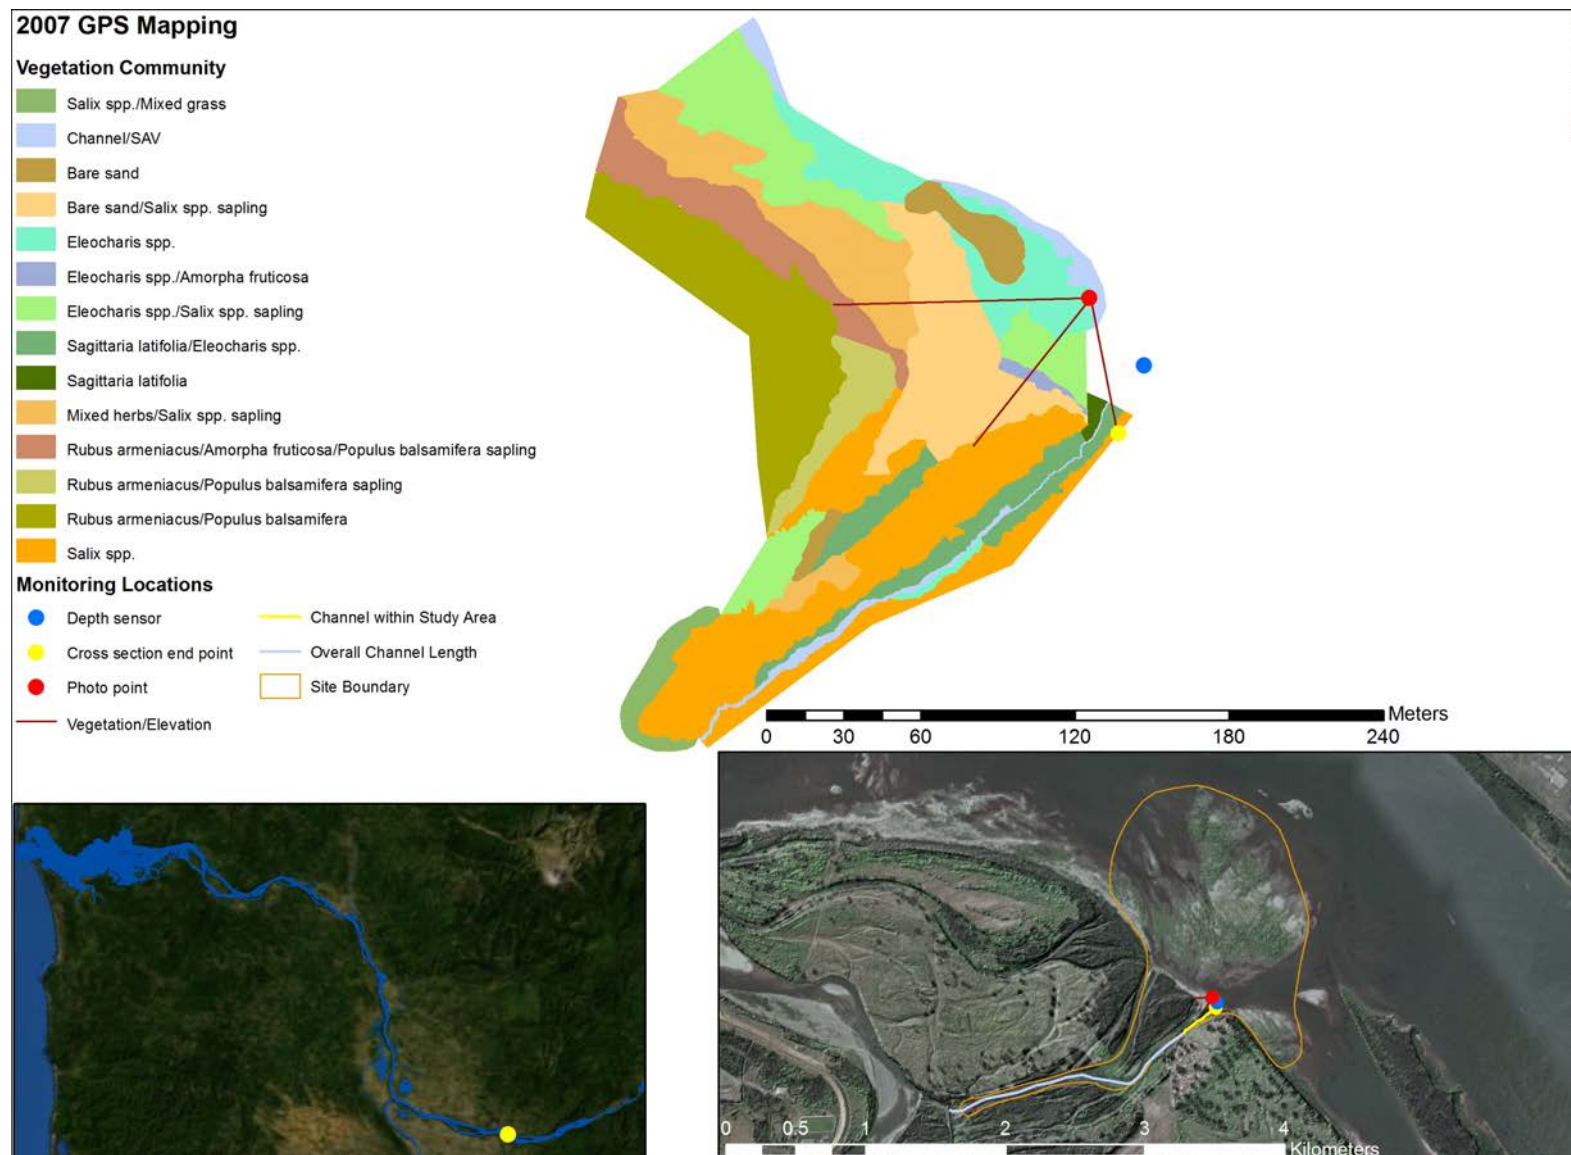 2007 GPS Mapping
Vegetation Community
Salix spp./Mixed grass
Channel/SAV
Bare sand
Bare sand/Salix spp. sapling
Eleocharis spp.
Eleocharis spp./Amorpha fruticosa
Eleocharis spp./Salix spp. sapling
Sagittaria latifolia/Eleocharis spp.
Sagittaria latifolia
Mixed herbs/Salix spp. sapling
Rubus armeniacus/Amorpha fruticosa/Populus balsamifera sapling
Rubus armeniacus/Populus balsamifera sapling
Rubus armeniacus/Populus balsamifera
Salix spp.
Monitoring Locations
Depth sensor
Channel within Study Area
Cross section end point
Overall Channel Length
Photo point
Site Boundary
Vegetation/Elevation
Meters
0 30 60 120 180 240
0 0.5 1 2 3 4
Kilometers